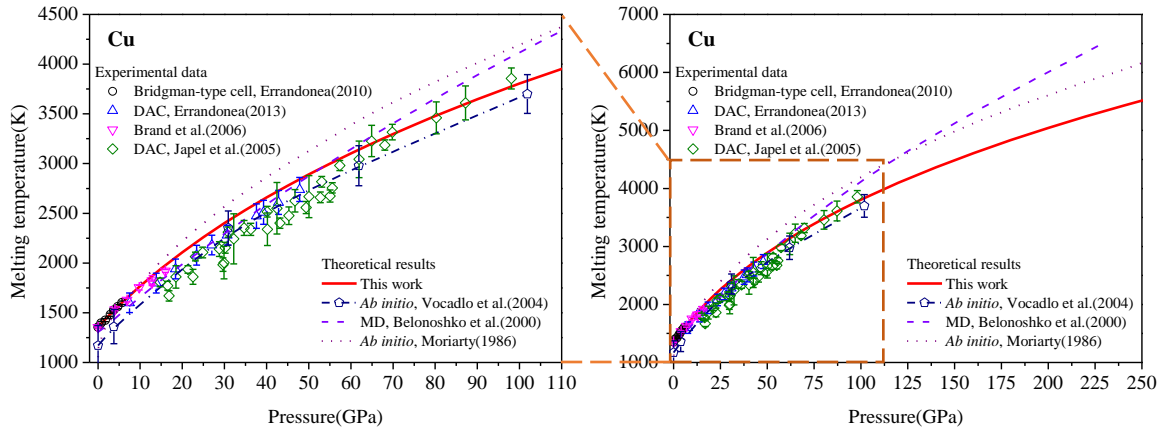 Cu
Experimental data
Bridgman-type cell, Errandonea(2010)
DAC, Errandonea(2013)
Brand et al.(2006)
DAC, Japel et al.(2005)
Theoretical results
This work
Ab initio, Vocadlo et al.(2004)
MD, Belonoshko et al.(2000)
Ab initio, Moriarty(1986)
Melting temperature(K)
4500
4000
3500
3000
2500
2000
1500
1000
0 10 20 30 40 50 60 70 80 90 100 110
Pressure(GPa)
Cu
Experimental data
Bridgman-type cell, Errandonea(2010)
DAC, Errandonea(2013)
Brand et al.(2006)
DAC, Japel et al.(2005)
Theoretical results
This work
Ab initio, Vocadlo et al.(2004)
MD, Belonoshko et al.(2000)
Ab initio, Moriarty(1986)
Melting temperature(K)
7000
6000
5000
4000
3000
2000
1000
0 25 50 75 100 125 150 175 200 225 250
Pressure(GPa)